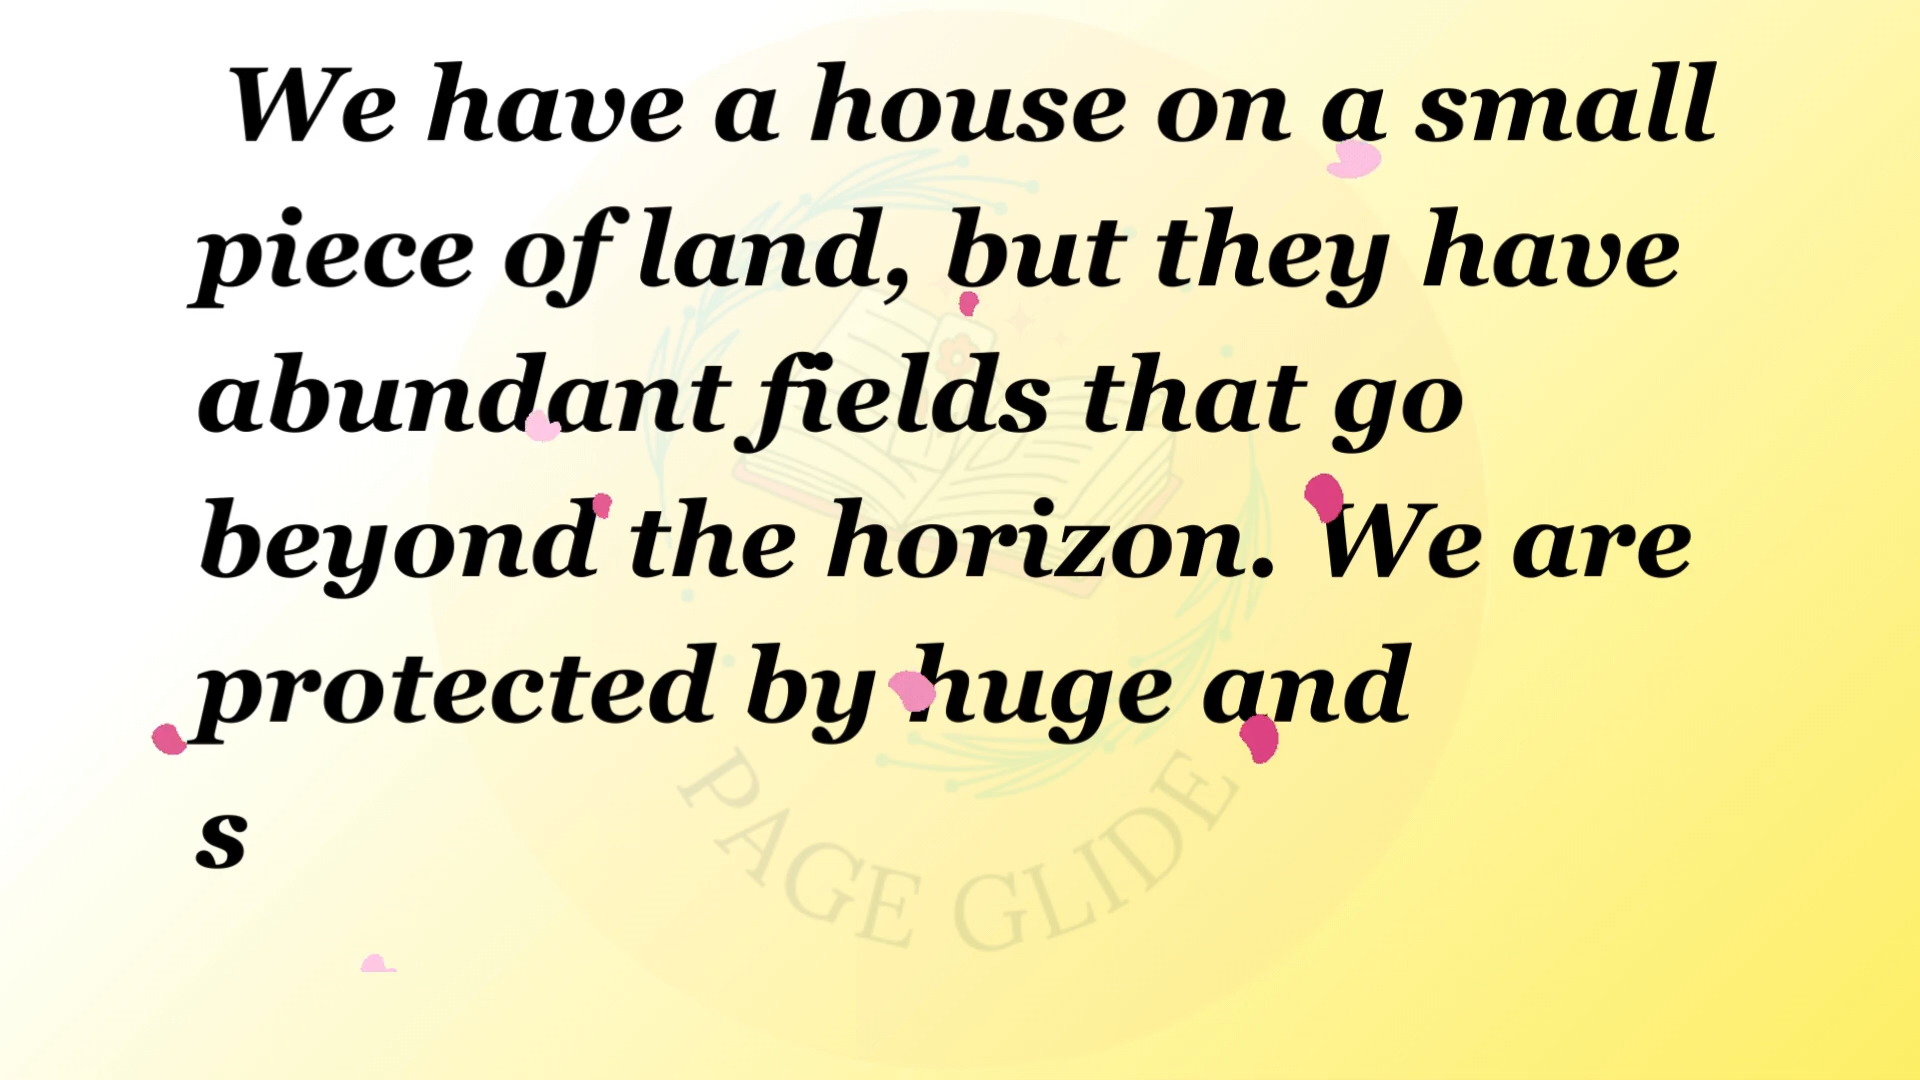 We have a house on a small
piece of land, but they have
abundant fields that go
beyond the horizon. We are
protected by huge and
s
PAGE GLIDE